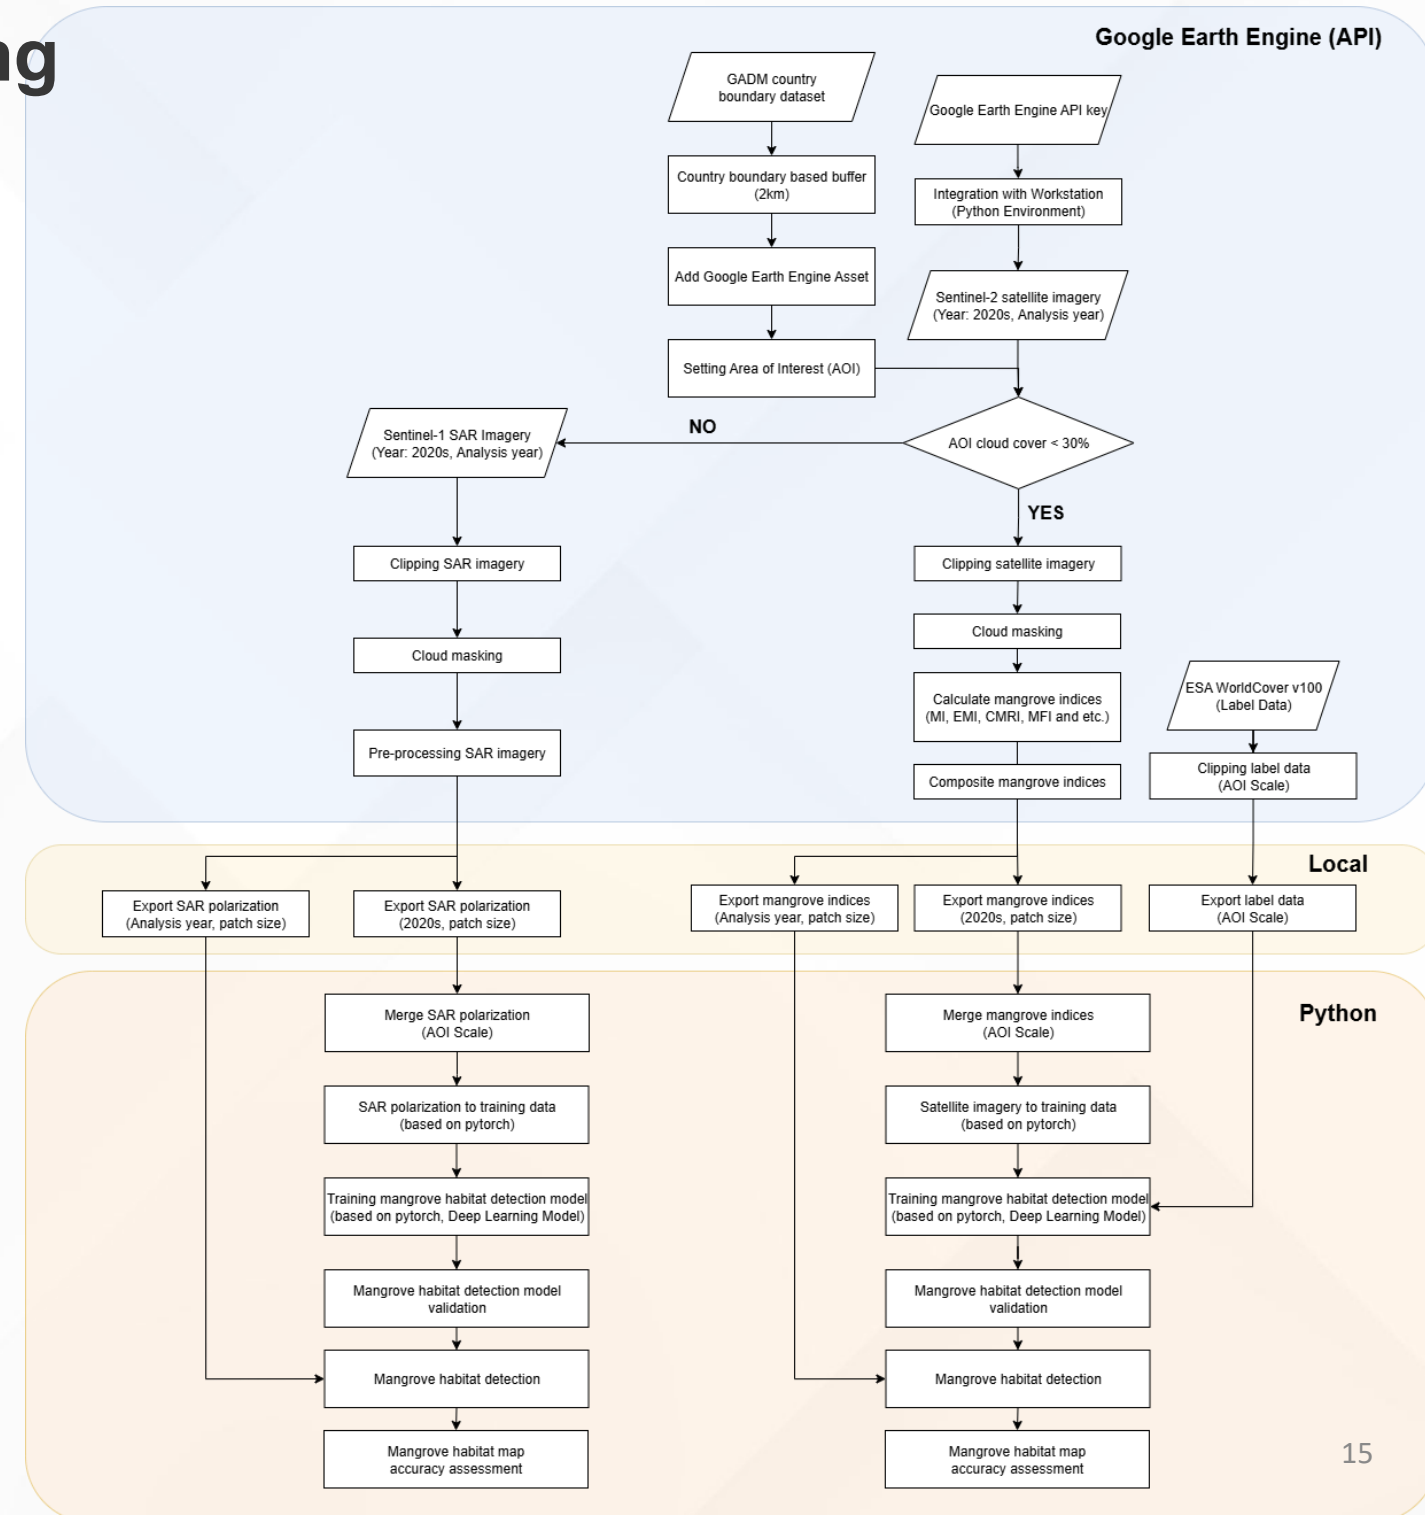 ng
Google Earth Engine (API)
GADM country
boundary dataset
Google Earth Engine API key
Country boundary based buffer
(2km)
Integration with Workstation
(Python Environment)
Add Google Earth Engine Asset
Sentinel-2 satellite imagery
(Year: 2020s, Analysis year)
Setting Area of Interest (AOI)
AOI cloud cover < 30%
NO
YES
Sentinel-1 SAR Imagery
(Year: 2020s, Analysis year)
Clipping SAR imagery
Cloud masking
Pre-processing SAR imagery
Clipping satellite imagery
Cloud masking
Calculate mangrove indices
(MI, EMI, CMRI, MFI and etc.)
Composite mangrove indices
ESA WorldCover v100
(Label Data)
Clipping label data
(AOI Scale)
Local
Export SAR polarization
(Analysis year, patch size)
Export SAR polarization
(2020s, patch size)
Export mangrove indices
(Analysis year, patch size)
Export mangrove indices
(2020s, patch size)
Export label data
(AOI Scale)
Python
Merge SAR polarization
(AOI Scale)
SAR polarization to training data
(based on pytorch)
Training mangrove habitat detection model
(based on pytorch, Deep Learning Model)
Mangrove habitat detection model
validation
Mangrove habitat detection
Mangrove habitat map
accuracy assessment
Merge mangrove indices
(AOI Scale)
Satellite imagery to training data
(based on pytorch)
Training mangrove habitat detection model
(based on pytorch, Deep Learning Model)
Mangrove habitat detection model
validation
Mangrove habitat detection
Mangrove habitat map
accuracy assessment
15